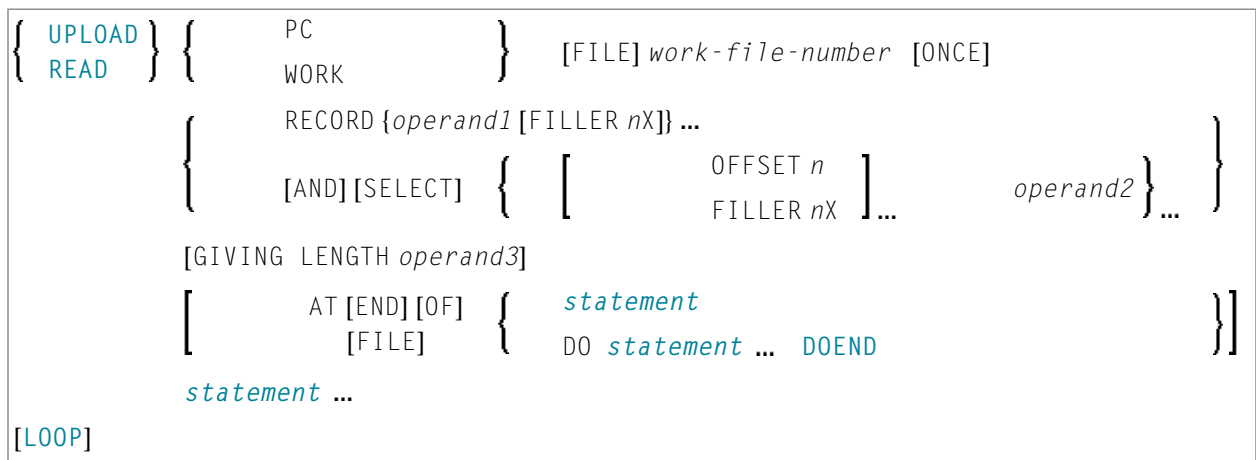 { UPLOAD } { PC } [FILE] work-file-number [ONCE]
{ READ } { WORK }
{ RECORD {operand1 [FILLER nX]} ...
[AND] [SELECT] { [ OFFSET n
FILLER nX ] ... operand2 } ... }
[GIVING LENGTH operand3]
[ AT [END] [OF] { statement
[FILE] DO statement ... DOEND } ]
statement ...
[LOOP]